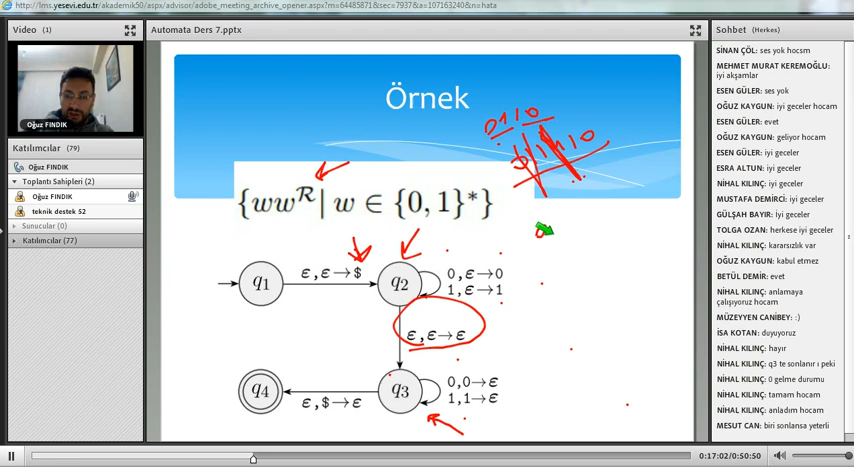 http://lms.yesevi.edu.tr/akademik50/aspx/advisor/adobe_meeting_archive_opener.aspx?m=64485871&sec=7937&a=107163240&n=hata
Video (1)
Oğuz FINDIK
Katılımcılar (79)
Oğuz FINDIK
Toplantı Sahipleri (2)
Oğuz FINDIK
teknik destek 52
Sunucular (0)
Katılımcılar (77)
Automata Ders 7.pptx
Örnek
0110
{ww^R | w ∈ {0,1}*}
q1
ε,ε→$
q2
0,ε→0
1,ε→1
ε,ε→ε
q4
ε,$→ε
q3
0,0→ε
1,1→ε
Sohbet (Herkes)
SİNAN ÇÖL: ses yok hocsm
MEHMET MURAT KEREMOĞLU:
iyi akşamlar
ESEN GÜLER: ses yok
OĞUZ KAYGUN: iyi geceler hocam
ESEN GÜLER: evet
OĞUZ KAYGUN: geliyor hocam
ESEN GÜLER: iyi geceler
ESRA ALTUN: iyi geceler
NİHAL KILINÇ: iyi geceler
MUSTAFA DEMİRCİ: iyi geceler
GÜLŞAH BAYIR: İyi geceler
TOLGA OZAN: herkese iyi geceler
NİHAL KILINÇ: kararsızlık var
OĞUZ KAYGUN: kabul etmez
BETÜL DEMİR: evet
NİHAL KILINÇ: anlamaya
çalışıyoruz hocam
MÜZEYYEN CANİBEY: :)
İSA KOTAN: duyuyoruz
NİHAL KILINÇ: hayır
NİHAL KILINÇ: q3 te sonlanır ı peki
NİHAL KILINÇ: 0 gelme durumu
NİHAL KILINÇ: tamam hocam
NİHAL KILINÇ: anladım hocam
MESUT CAN: biri sonlansa yeterli
0:17:02/0:50:50